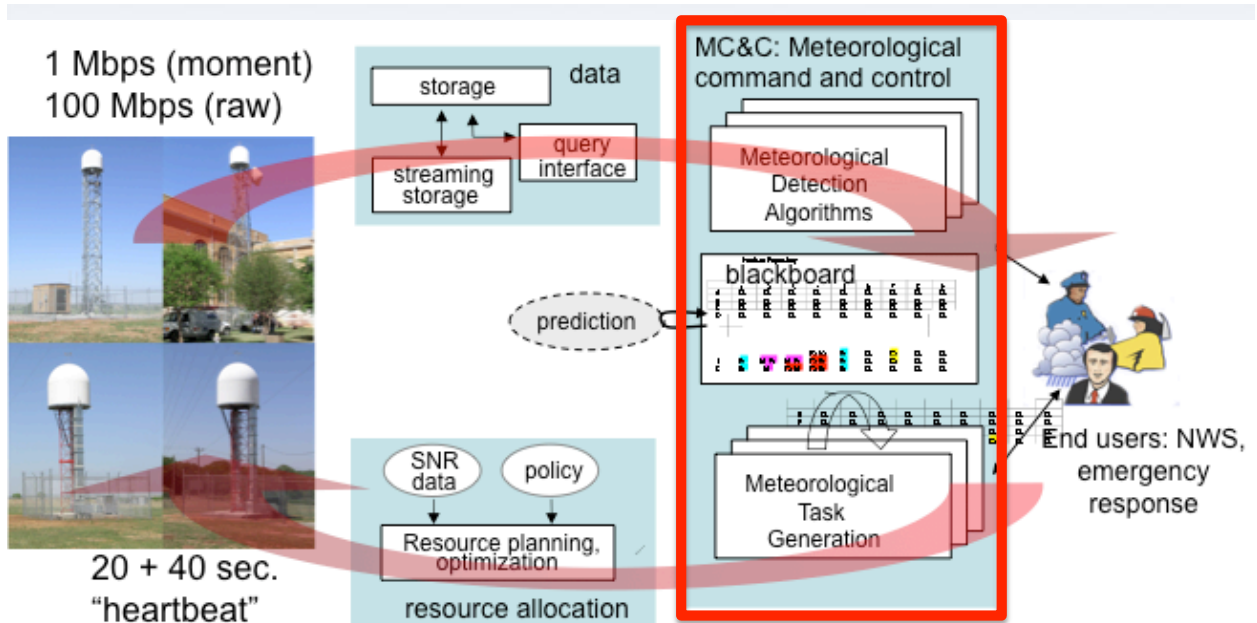 1 Mbps (moment)
100 Mbps (raw)
20 + 40 sec.
“heartbeat”
data
storage
query
interface
streaming
storage
prediction
SNR
data
policy
Resource planning,
optimization
resource allocation
MC&C: Meteorological
command and control
Meteorological
Detection
Algorithms
blackboard
Meteorological
Task
Generation
End users: NWS,
emergency
response